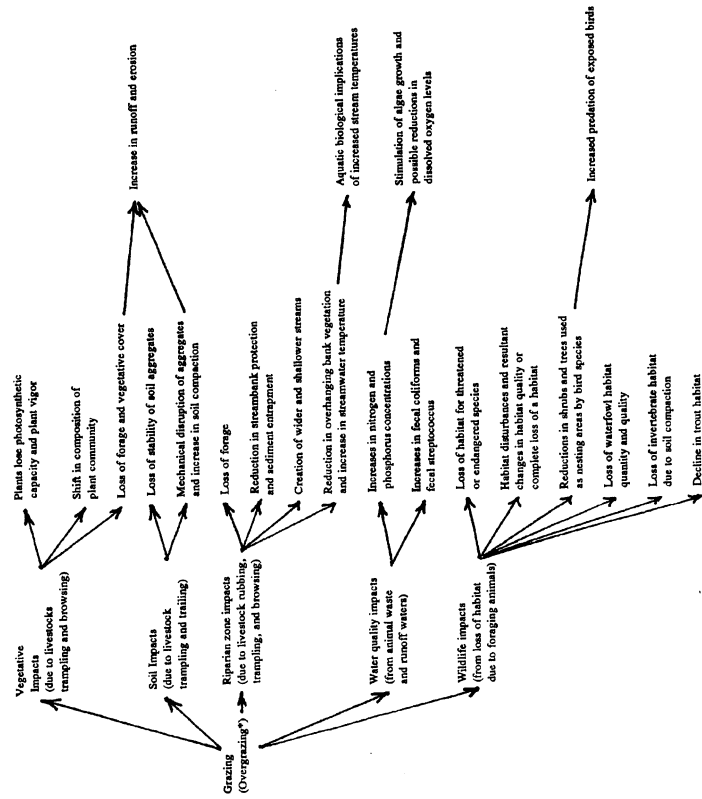 Grazing
(Overgrazing*)
Vegetative
Impacts
(due to livestocks
trampling and browsing)
Plants lose photosynthetic
capacity and plant vigor
Shift in composition of
plant community
Loss of forage and vegetative cover
Increase in runoff and erosion
Soil Impacts
(due to livestock
trampling and trailing)
Loss of stability of soil aggregates
Mechanical disruption of aggregates
and increase in soil compaction
Riparian zone impacts
(due to livestock rubbing,
trampling, and browsing)
Loss of forage
Reduction in streambank protection
and sediment entrapment
Creation of wider and shallower streams
Reduction in overhanging bank vegetation
and increase in streamwater temperature
Aquatic biological implications
of increased stream temperatures
Water quality impacts
(from animal waste
and runoff waters)
Increases in nitrogen and
phosphorus concentrations
Increases in fecal coliforms and
fecal streptococcus
Stimulation of algae growth and
possible reductions in
dissolved oxygen levels
Wildlife impacts
(from loss of habitat
due to foraging animals)
Loss of habitat for threatened
or endangered species
Habitat disturbances and resultant
changes in habitat quality or
complete loss of a habitat
Reductions in shrubs and trees used
as nesting areas by bird species
Increased predation of exposed birds
Loss of waterfowl habitat
quantity and quality
Loss of invertebrate habitat
due to soil compaction
Decline in trout habitat